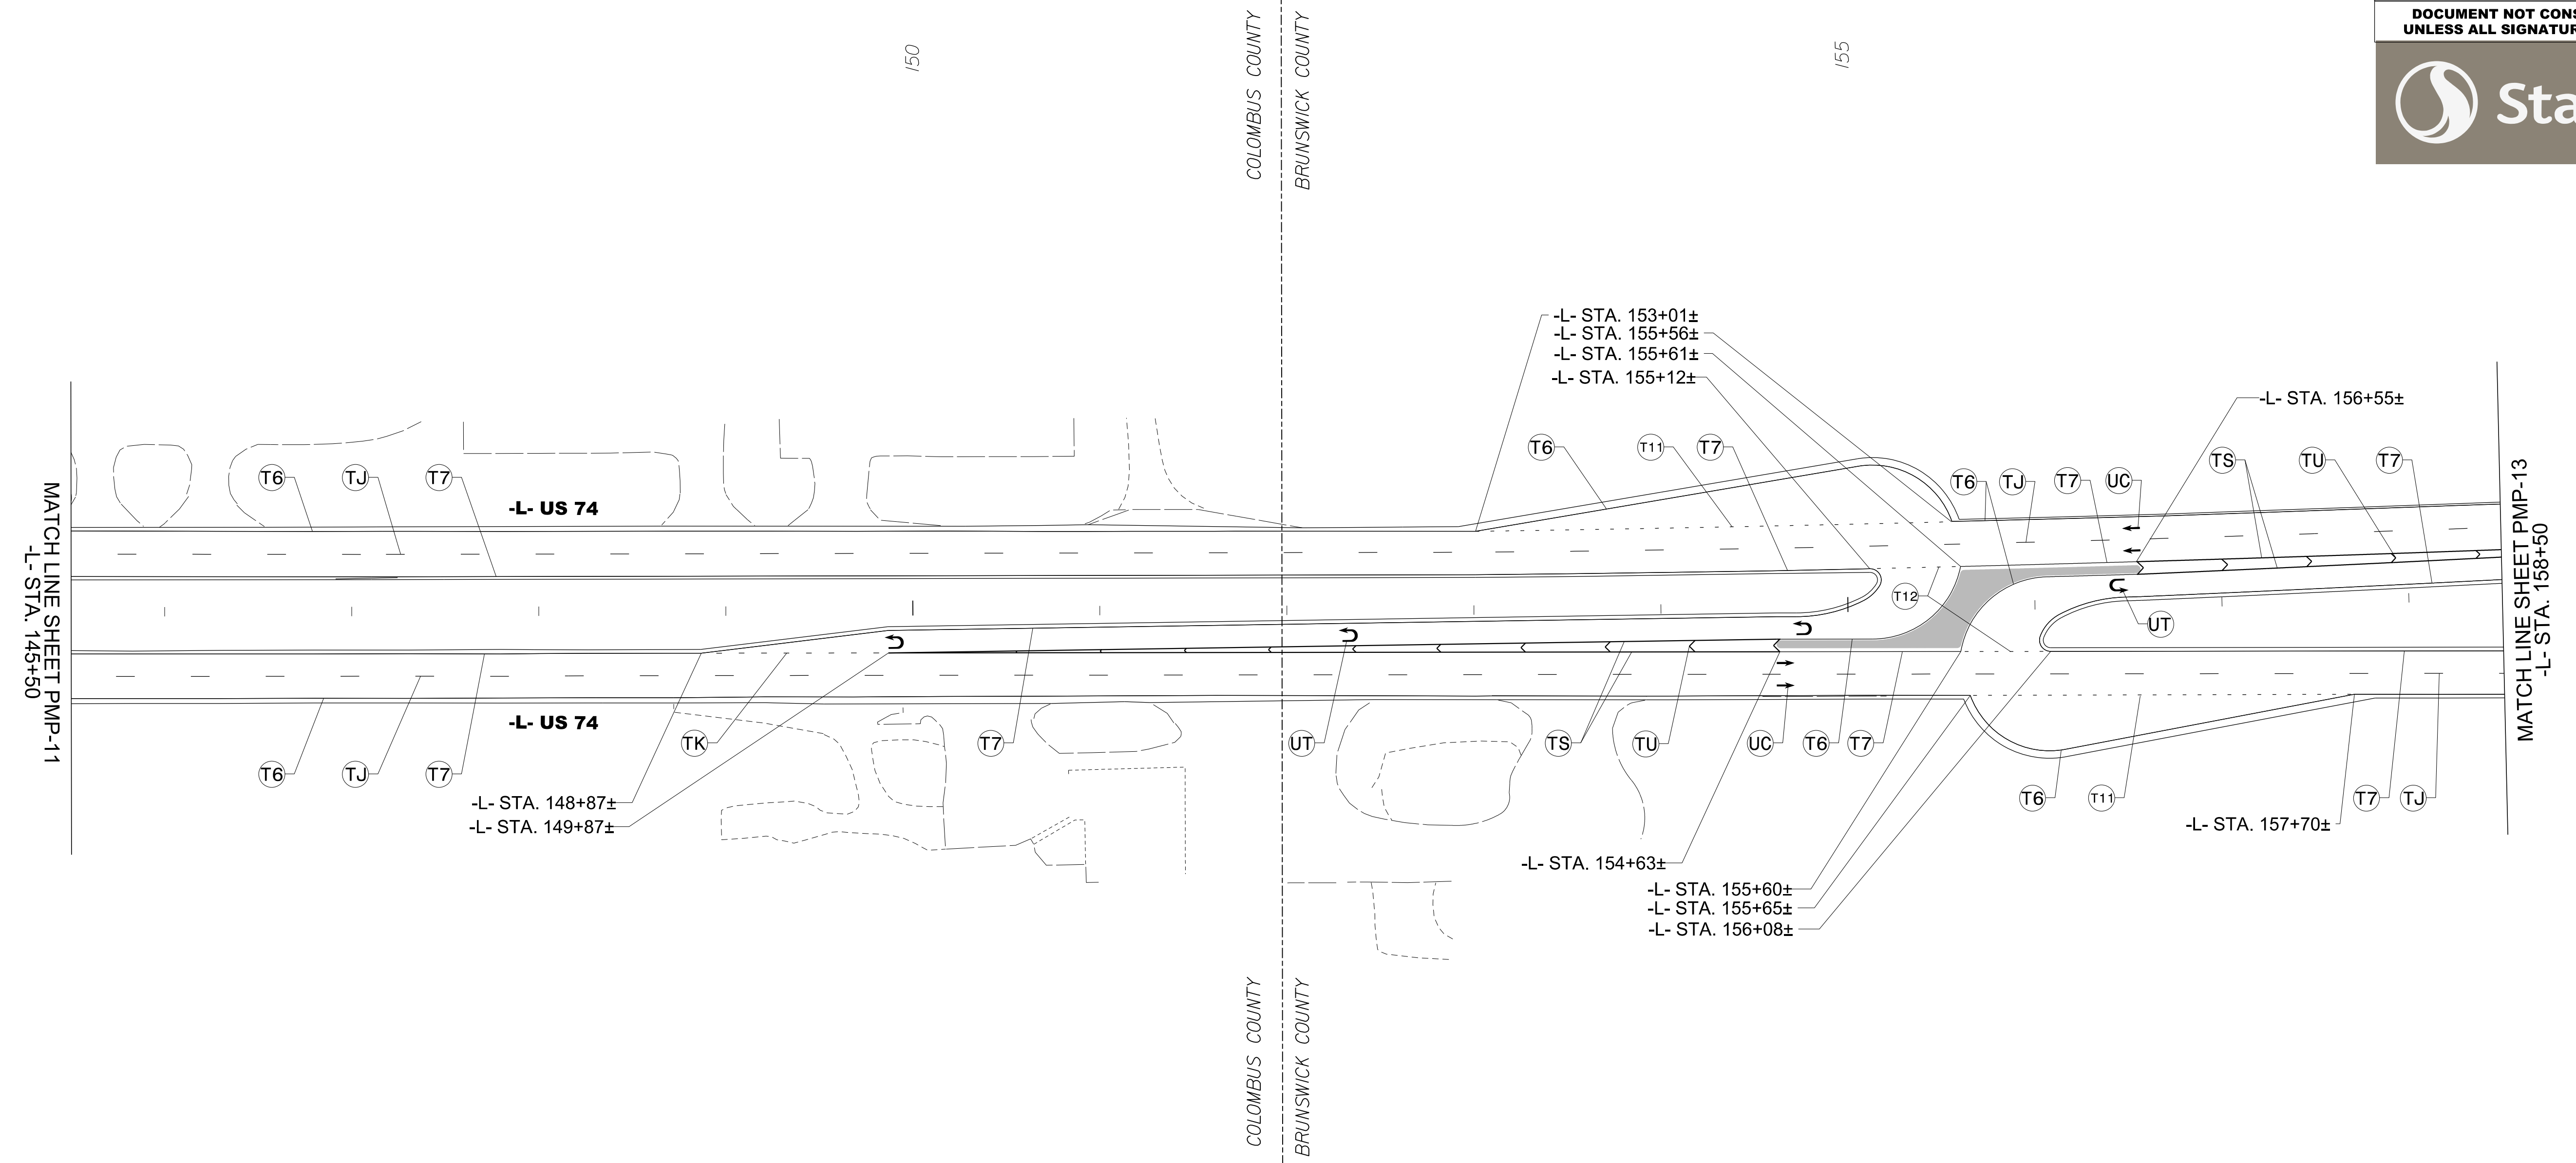 DOCUMENT NOT CONS
UNLESS ALL SIGNATUR
Sta
COLOMBUS COUNTY
BRUNSWICK COUNTY
150
155
-L- STA. 153+01±
-L- STA. 155+56±
-L- STA. 155+61±
-L- STA. 155+12±
-L- STA. 156+55±
T6
T11
T7
T6
TJ
T7
T6
TJ
T7
UC
TS
TU
T7
-L- US 74
MATCH LINE SHEET PMP-11
-L- STA. 145+50
MATCH LINE SHEET PMP-13
-L- STA. 158+50
T12
UT
-L- US 74
T6
TJ
T7
TK
T7
UT
TS
TU
UC
T6
T7
T6
T11
T7
TJ
-L- STA. 148+87±
-L- STA. 149+87±
-L- STA. 157+70±
-L- STA. 154+63±
-L- STA. 155+60±
-L- STA. 155+65±
-L- STA. 156+08±
COLOMBUS COUNTY
BRUNSWICK COUNTY